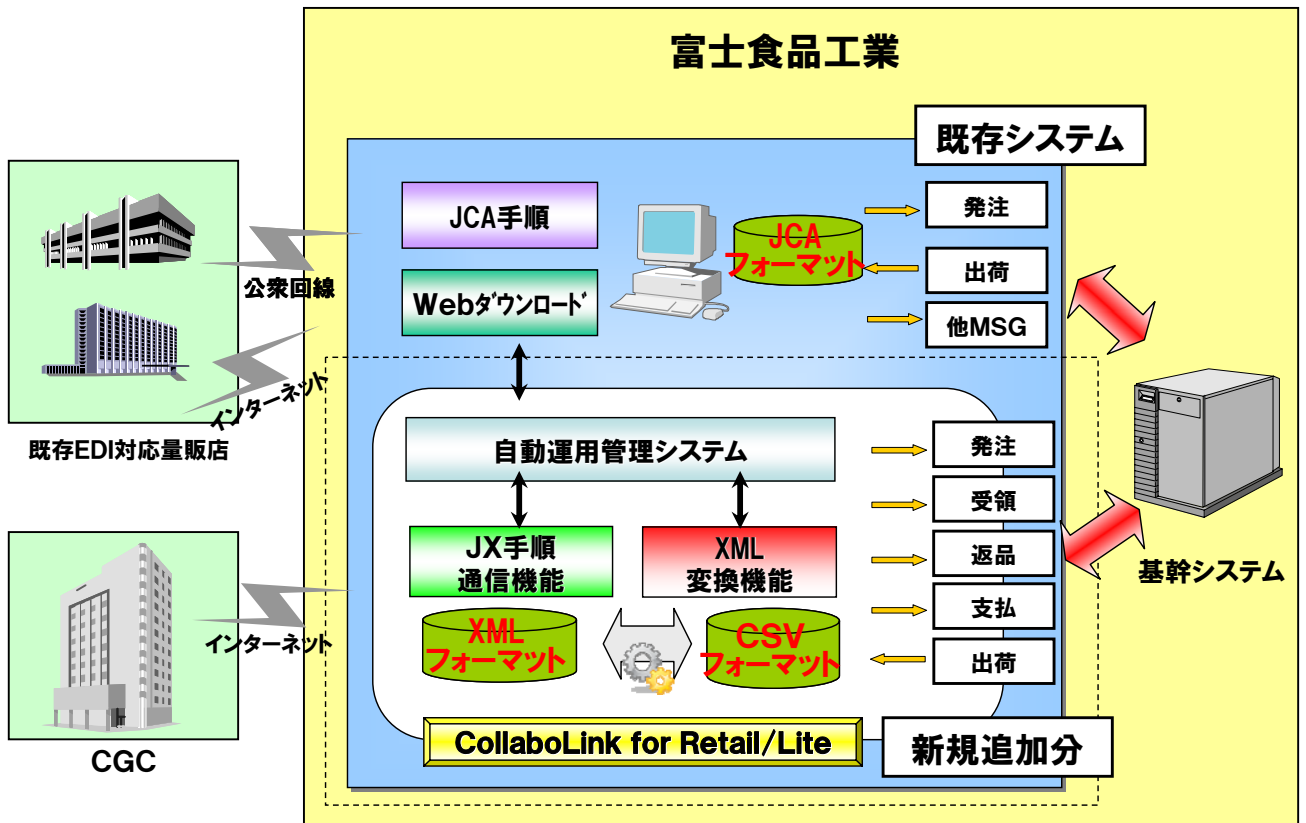 富士食品工業
既存システム
JCA手順
Webダウンロード
JCA
フォーマット
発注
出荷
他MSG
公衆回線
インターネット
既存EDI対応量販店
自動運用管理システム
JX手順
通信機能
XML
変換機能
XML
フォーマット
CSV
フォーマット
発注
受領
返品
支払
出荷
基幹システム
インターネット
CGC
CollaboLink for Retail/Lite
新規追加分